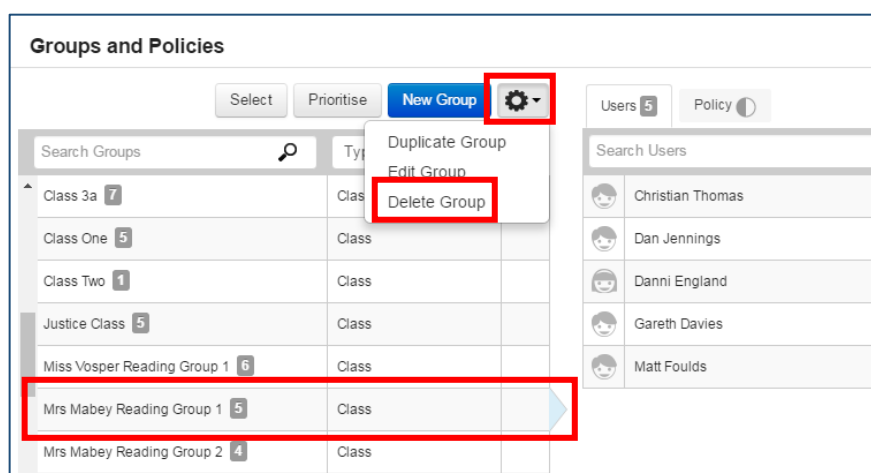 Groups and Policies
Select Prioritise New Group
Users 5 Policy
Duplicate Group
Search Groups Typ Search Users
Edit Group
Class 3a 7 Clas Delete Group Christian Thomas
Class One 5 Class Dan Jennings
Class Two 1 Class Danni England
Justice Class 5 Class Gareth Davies
Miss Vosper Reading Group 1 6 Class Matt Foulds
Mrs Mabey Reading Group 1 5 Class
Mrs Mabey Reading Group 2 4 Class